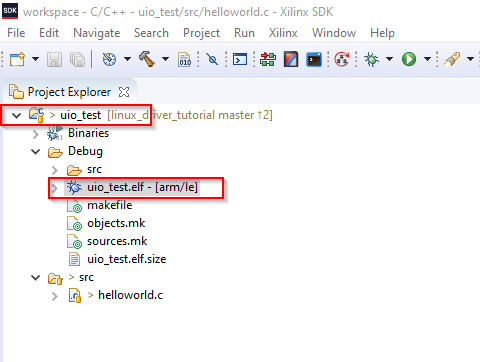 SDK workspace - C/C++ - uio_test/src/helloworld.c - Xilinx SDK
File Edit Navigate Search Project Run Xilinx Window Help
Project Explorer
> uio_test [linux_driver_tutorial master ↑2]
Binaries
Debug
src
uio_test.elf - [arm/le]
makefile
objects.mk
sources.mk
uio_test.elf.size
> src
> helloworld.c